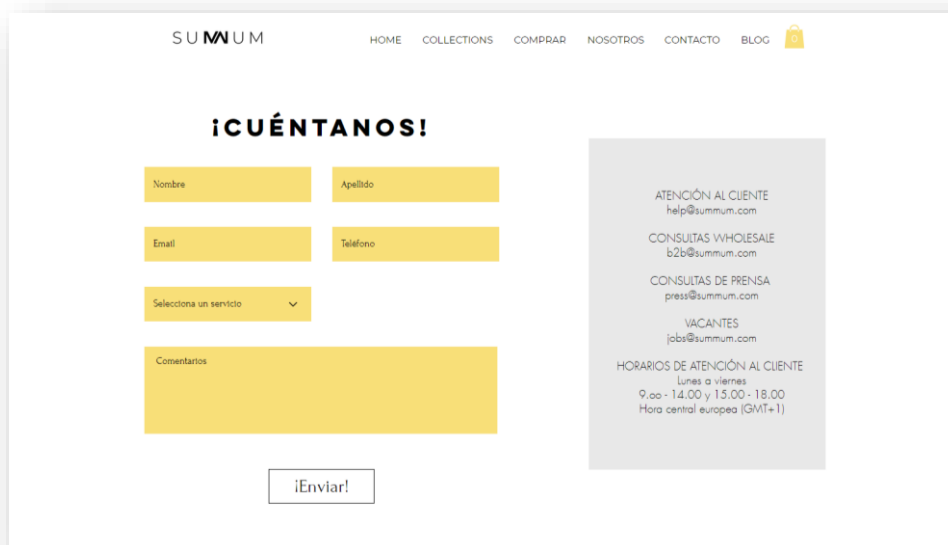 SUMMUM
HOME COLLECTIONS COMPRAR NOSOTROS CONTACTO BLOG 0
¡CUÉNTANOS!
Nombre Apellido
Email Teléfono
Selecciona un servicio
Comentarios
¡Enviar!
ATENCIÓN AL CLIENTE
help@summum.com
CONSULTAS WHOLESALE
b2b@summum.com
CONSULTAS DE PRENSA
press@summum.com
VACANTES
jobs@summum.com
HORARIOS DE ATENCIÓN AL CLIENTE
Lunes a viernes
9.oo - 14.00 y 15.00 - 18.00
Hora central europea (GMT+1)